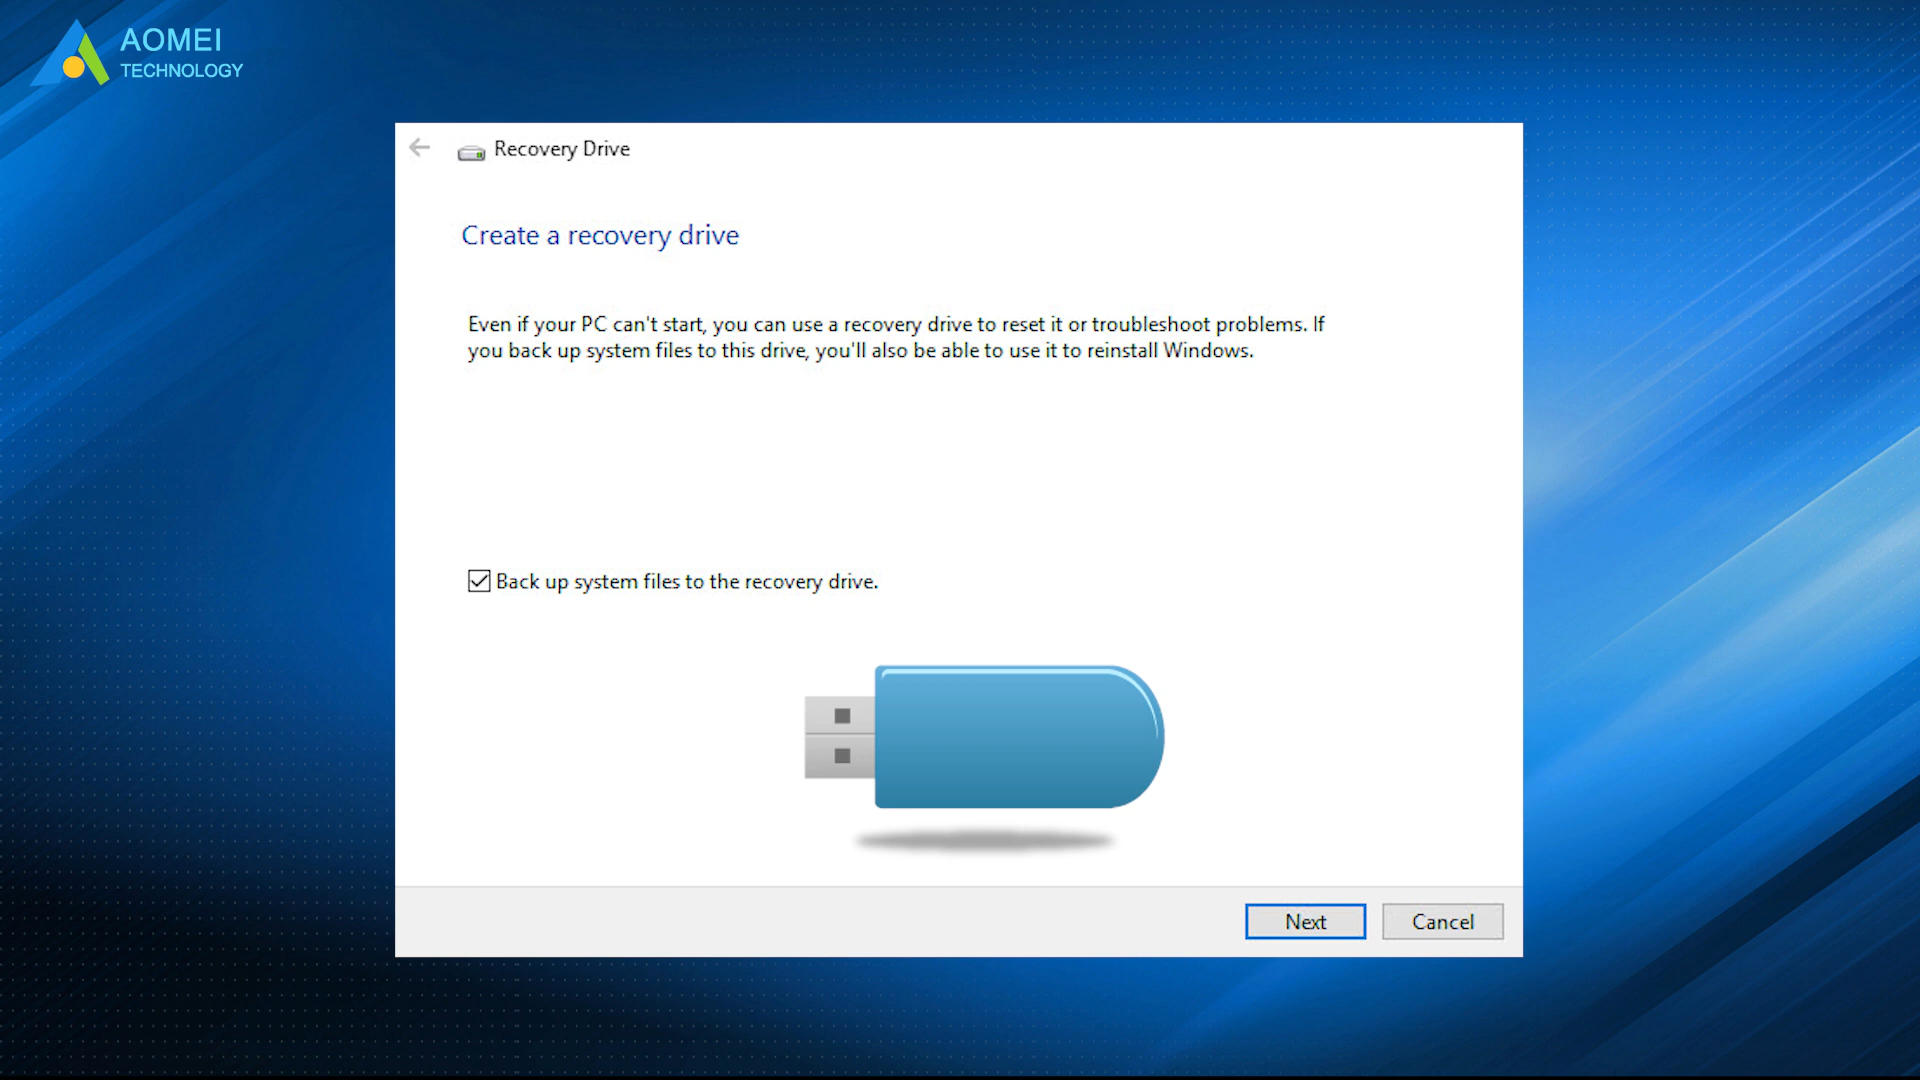 AOMEI
TECHNOLOGY
Recovery Drive
Create a recovery drive
Even if your PC can't start, you can use a recovery drive to reset it or troubleshoot problems. If
you back up system files to this drive, you'll also be able to use it to reinstall Windows.
Back up system files to the recovery drive.
Next
Cancel